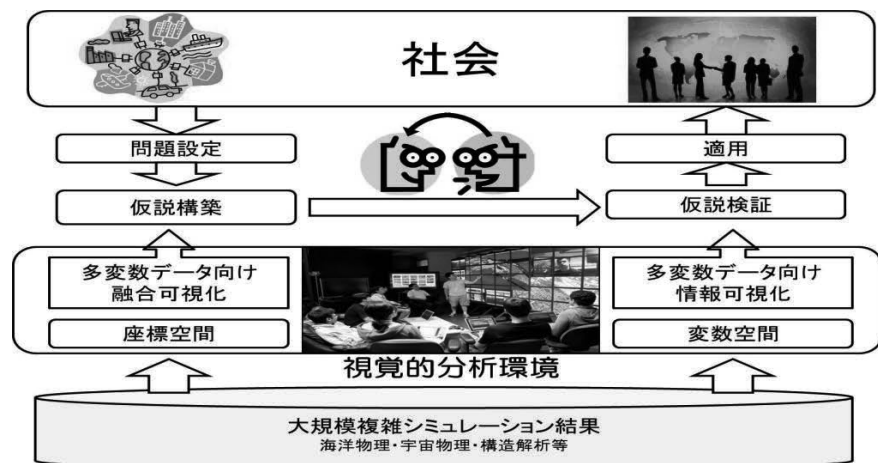 社会
問題設定
適用
仮説構築
仮説検証
多変数データ向け
融合可視化
多変数データ向け
情報可視化
座標空間
変数空間
視覚的分析環境
大規模複雑シミュレーション結果
海洋物理・宇宙物理・構造解析等